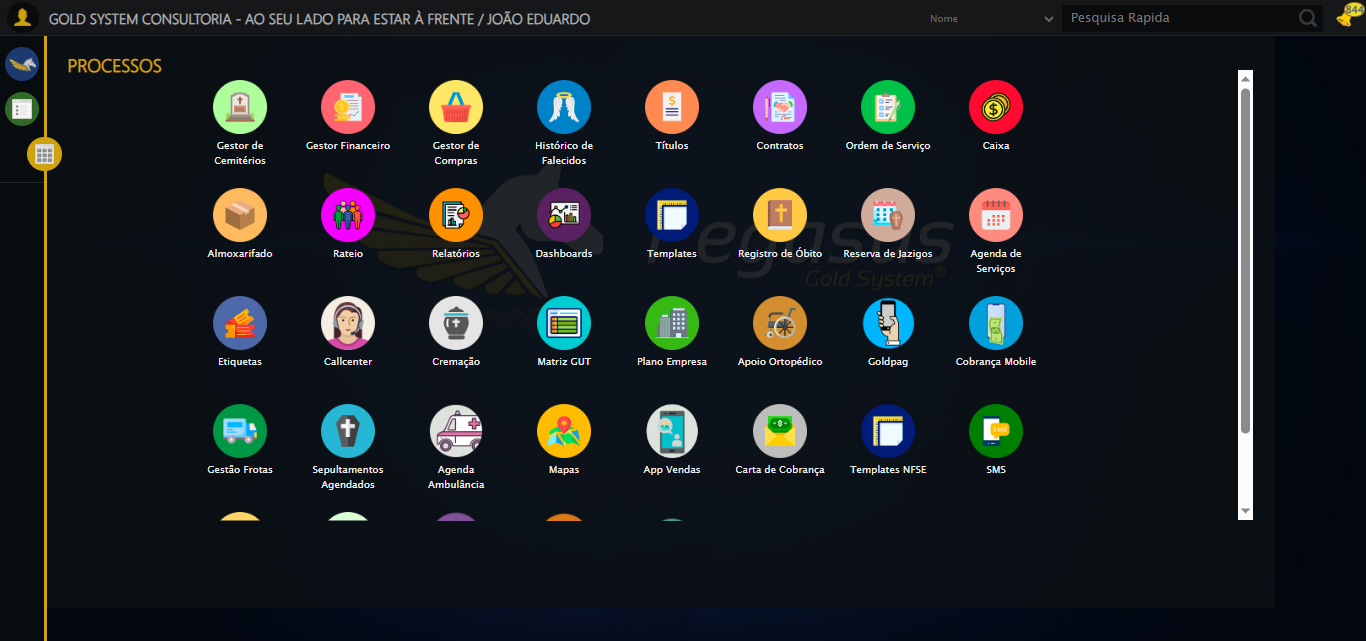 GOLD SYSTEM CONSULTORIA - AO SEU LADO PARA ESTAR À FRENTE / JOÃO EDUARDO
Nome
Pesquisa Rapida
844
PROCESSOS
Gestor de
Cemitérios
Gestor Financeiro
Gestor de
Compras
Histórico de
Falecidos
Títulos
Contratos
Ordem de Serviço
Caixa
Almoxarifado
Rateio
Relatórios
Dashboards
Templates
Registro de Óbito
Reserva de Jazigos
Agenda de
Serviços
Pegasus
Gold System®
Etiquetas
Callcenter
Cremação
Matriz GUT
Plano Empresa
Apoio Ortopédico
Goldpag
Cobrança Mobile
Gestão Frotas
Sepultamentos
Agendados
Agenda
Ambulância
Mapas
App Vendas
Carta de Cobrança
Templates NFSE
SMS
SMS